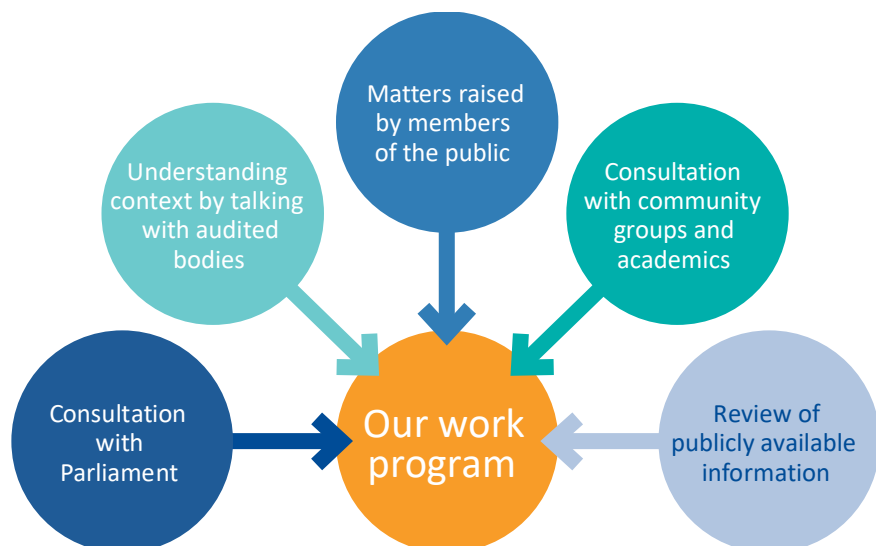 Matters raised
by members
of the public
Understanding
context by talking
with audited
bodies
Consultation
with community
groups and
academics
Consultation
with
Parliament
Our work
program
Review of
publicly available
information